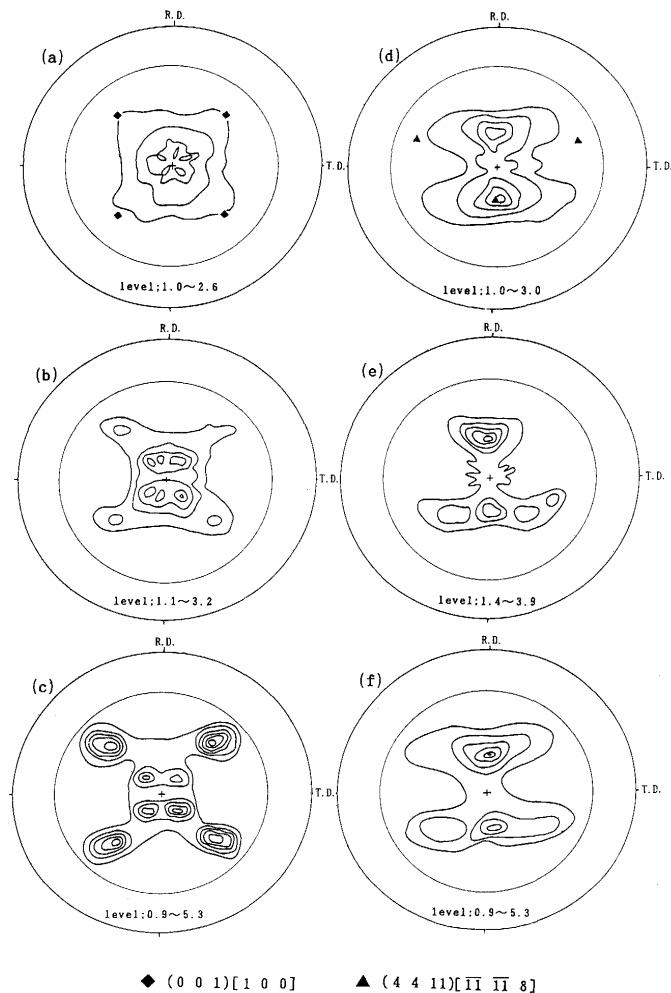 R.D.
(a)
T.D.
level;1.0～2.6
R.D.
(d)
T.D.
level;1.0～3.0
R.D.
(b)
T.D.
level;1.1～3.2
R.D.
(e)
T.D.
level;1.4～3.9
R.D.
(c)
T.D.
level;0.9～5.3
R.D.
(f)
T.D.
level;0.9～5.3
◆ (0 0 1)[1 0 0]
▲ (4 4 11)[1̅1̅ 1̅1̅ 8]